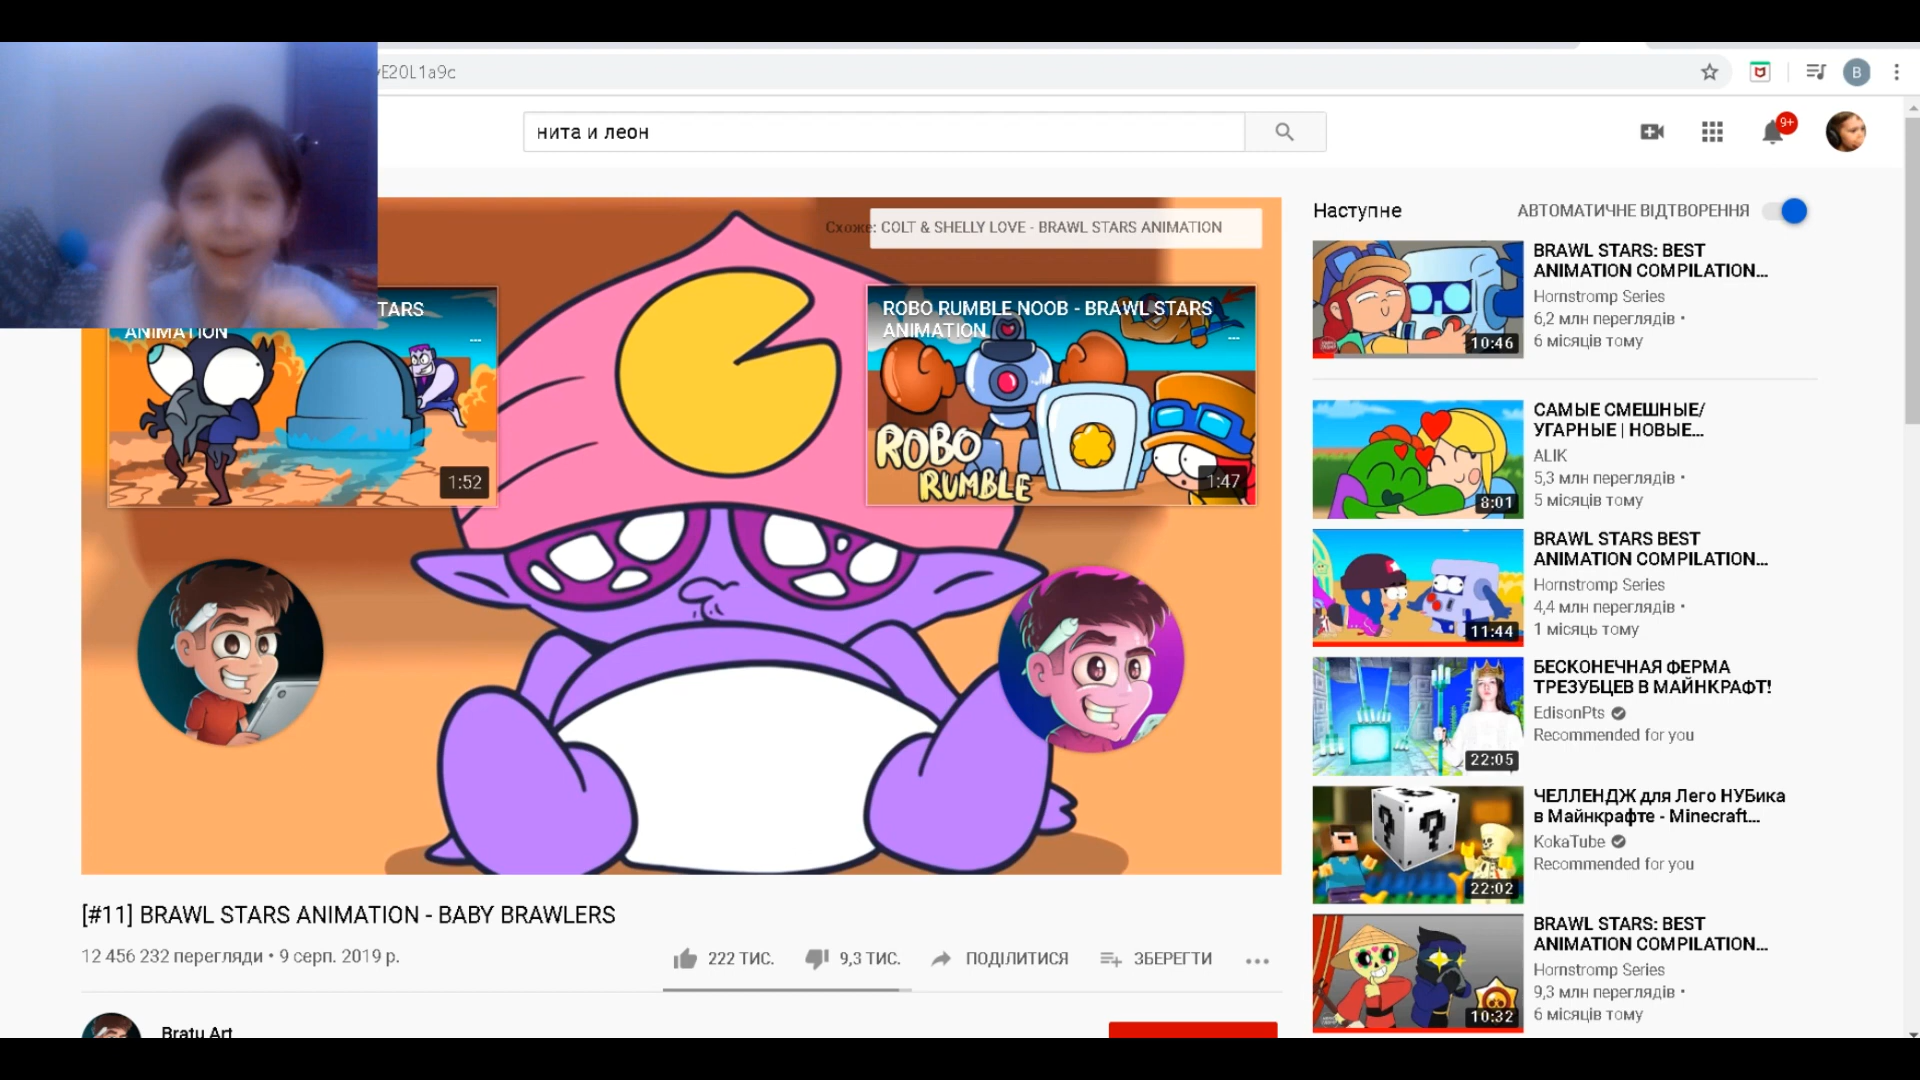 E20L1a9c
B
нита и леон
9+
Схоже: COLT & SHELLY LOVE - BRAWL STARS ANIMATION
TARS
ANIMATION
1:52
ROBO RUMBLE NOOB - BRAWL STARS
ANIMATION
ROBO
RUMBLE
1:47
[#11] BRAWL STARS ANIMATION - BABY BRAWLERS
12 456 232 перегляди • 9 серп. 2019 р.
222 ТИС.
9,3 ТИС.
ПОДІЛИТИСЯ
ЗБЕРЕГТИ
Bratu Art
Наступне
АВТОМАТИЧНЕ ВІДТВОРЕННЯ
10:46
BRAWL STARS: BEST
ANIMATION COMPILATION...
Hornstromp Series
6,2 млн переглядів •
6 місяців тому
8:01
САМЫЕ СМЕШНЫЕ/
УГАРНЫЕ | НОВЫЕ...
ALIK
5,3 млн переглядів •
5 місяців тому
11:44
BRAWL STARS BEST
ANIMATION COMPILATION...
Hornstromp Series
4,4 млн переглядів •
1 місяць тому
22:05
БЕСКОНЕЧНАЯ ФЕРМА
ТРЕЗУБЦЕВ В МАЙНКРАФТ!
EdisonPts
Recommended for you
22:02
ЧЕЛЛЕНДЖ для Лего НУБика
в Майнкрафте - Minecraft...
KokaTube
Recommended for you
10:32
BRAWL STARS: BEST
ANIMATION COMPILATION...
Hornstromp Series
9,3 млн переглядів •
6 місяців тому